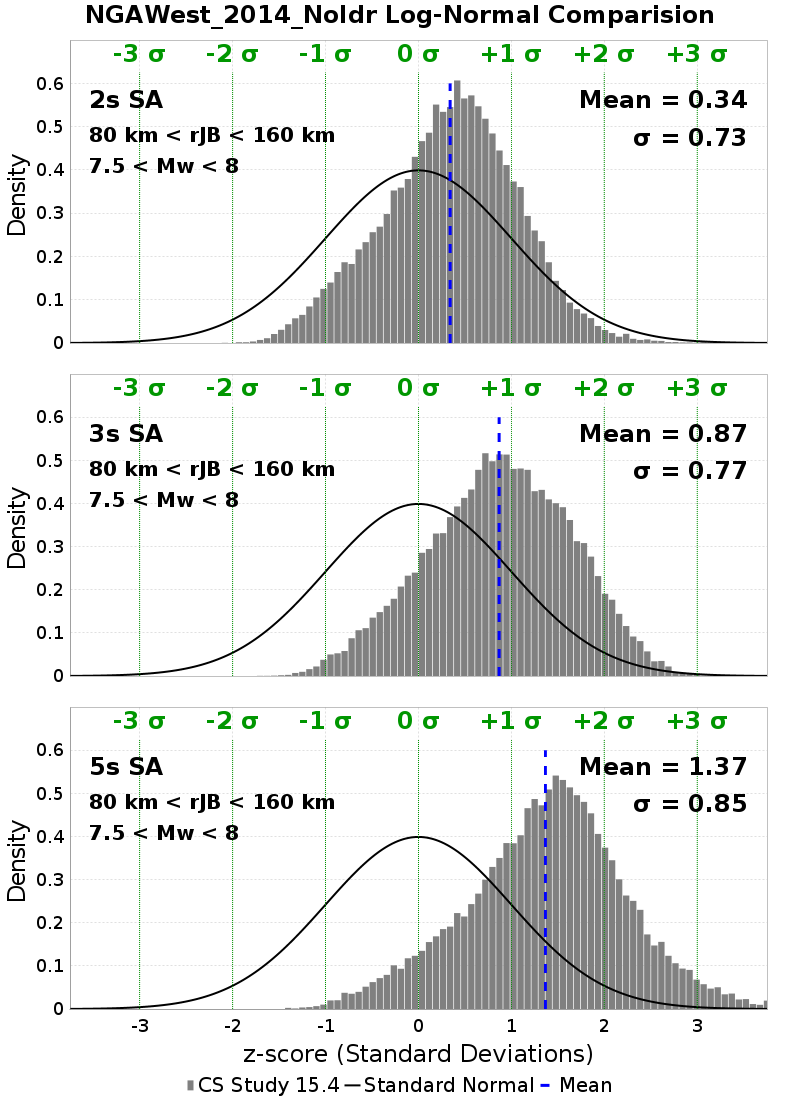 NGAWest_2014_NoIdr Log-Normal Comparision
-3 σ -2 σ -1 σ 0 σ +1 σ +2 σ +3 σ
2s SA
80 km < rJB < 160 km
7.5 < Mw < 8
Mean = 0.34
σ = 0.73
Density
0.6
0.5
0.4
0.3
0.2
0.1
0
-3 σ -2 σ -1 σ 0 σ +1 σ +2 σ +3 σ
3s SA
80 km < rJB < 160 km
7.5 < Mw < 8
Mean = 0.87
σ = 0.77
Density
0.6
0.5
0.4
0.3
0.2
0.1
0
-3 σ -2 σ -1 σ 0 σ +1 σ +2 σ +3 σ
5s SA
80 km < rJB < 160 km
7.5 < Mw < 8
Mean = 1.37
σ = 0.85
Density
0.6
0.5
0.4
0.3
0.2
0.1
0
-3 -2 -1 0 1 2 3
z-score (Standard Deviations)
CS Study 15.4 Standard Normal Mean